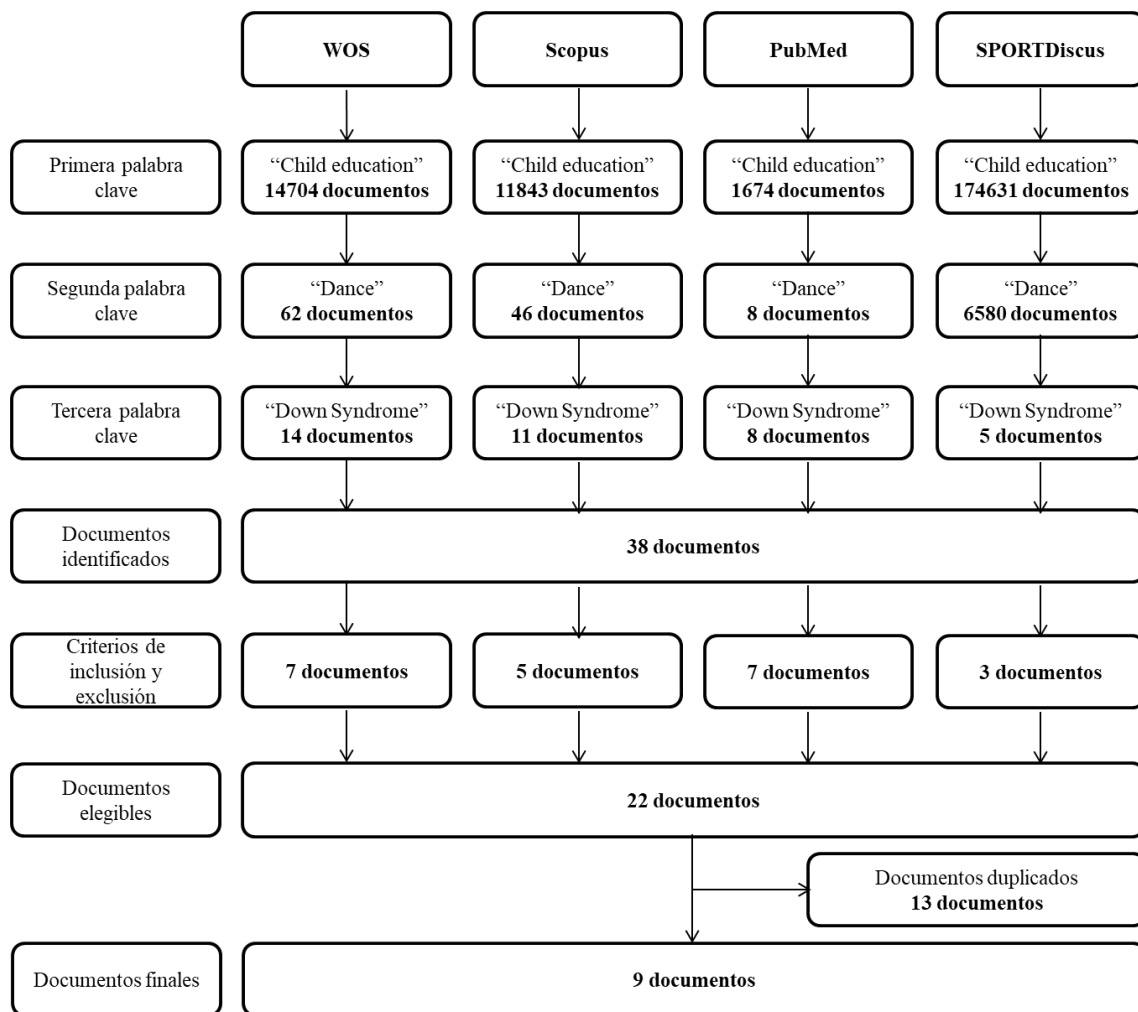 WOS
Scopus
PubMed
SPORTDiscus
Primera palabra
clave
“Child education”
14704 documentos
“Child education”
11843 documentos
“Child education”
1674 documentos
“Child education”
174631 documentos
Segunda palabra
clave
“Dance”
62 documentos
“Dance”
46 documentos
“Dance”
8 documentos
“Dance”
6580 documentos
Tercera palabra
clave
“Down Syndrome”
14 documentos
“Down Syndrome”
11 documentos
“Down Syndrome”
8 documentos
“Down Syndrome”
5 documentos
Documentos
identificados
38 documentos
Criterios de
inclusión y
exclusión
7 documentos
5 documentos
7 documentos
3 documentos
Documentos
elegibles
22 documentos
Documentos duplicados
13 documentos
Documentos finales
9 documentos